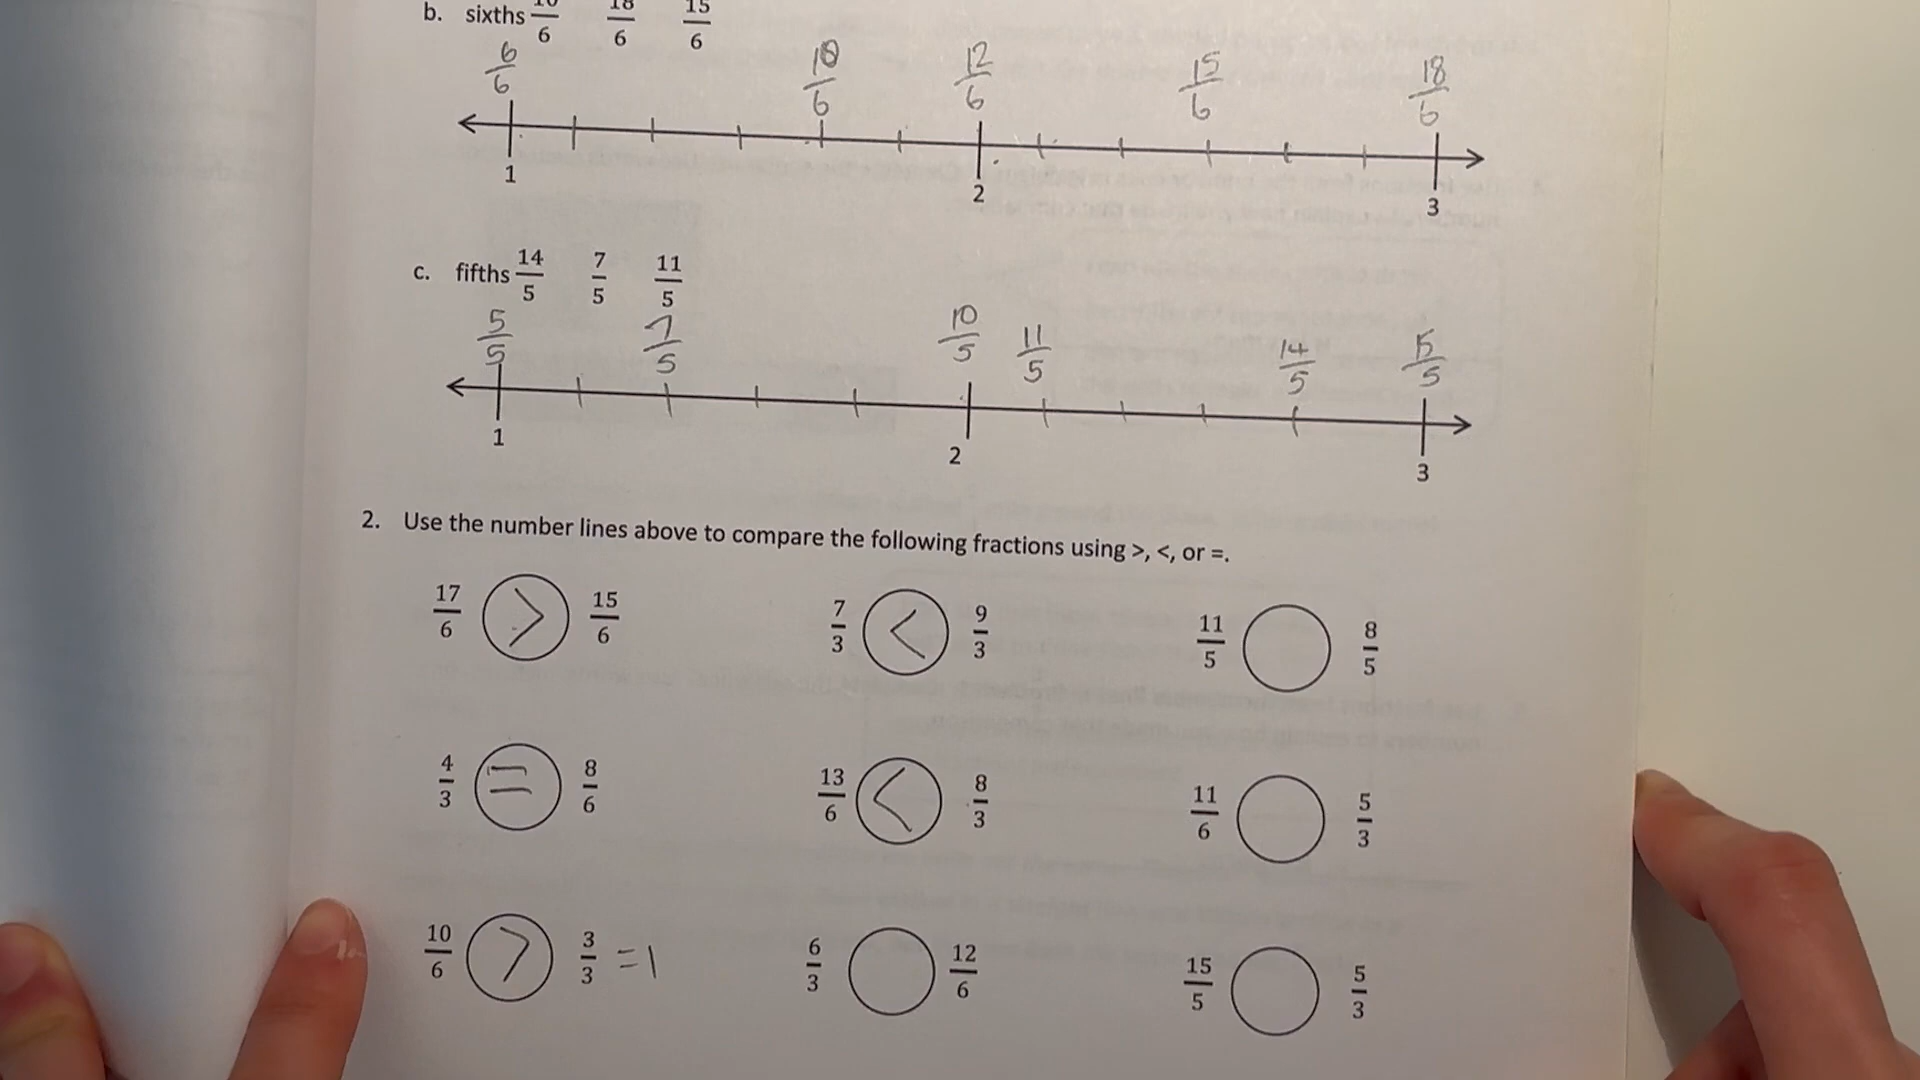 b. sixths 10/6 18/6 15/6
6/6 10/6 12/6 15/6 18/6
1 2 3
c. fifths 14/5 7/5 11/5
5/5 7/5 10/5 11/5 14/5 15/5
1 2 3
2. Use the number lines above to compare the following fractions using >, <, or =.
17/6 > 15/6 7/3 < 9/3 11/5 8/5
4/3 = 8/6 13/6 < 8/3 11/6 5/3
10/6 > 3/3 =1 6/3 12/6 15/5 5/3